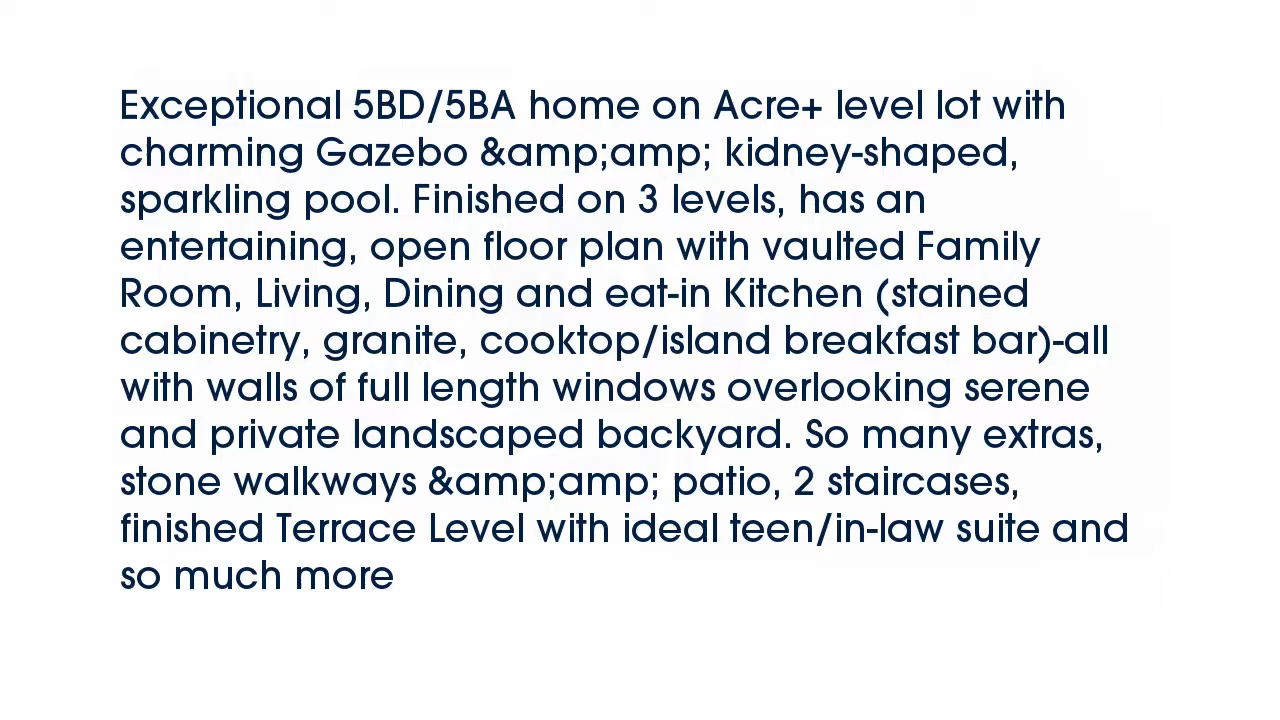 Exceptional 5BD/5BA home on Acre+ level lot with
charming Gazebo &amp;amp; kidney-shaped,
sparkling pool. Finished on 3 levels, has an
entertaining, open floor plan with vaulted Family
Room, Living, Dining and eat-in Kitchen (stained
cabinetry, granite, cooktop/island breakfast bar)-all
with walls of full length windows overlooking serene
and private landscaped backyard. So many extras,
stone walkways &amp;amp; patio, 2 staircases,
finished Terrace Level with ideal teen/in-law suite and
so much more